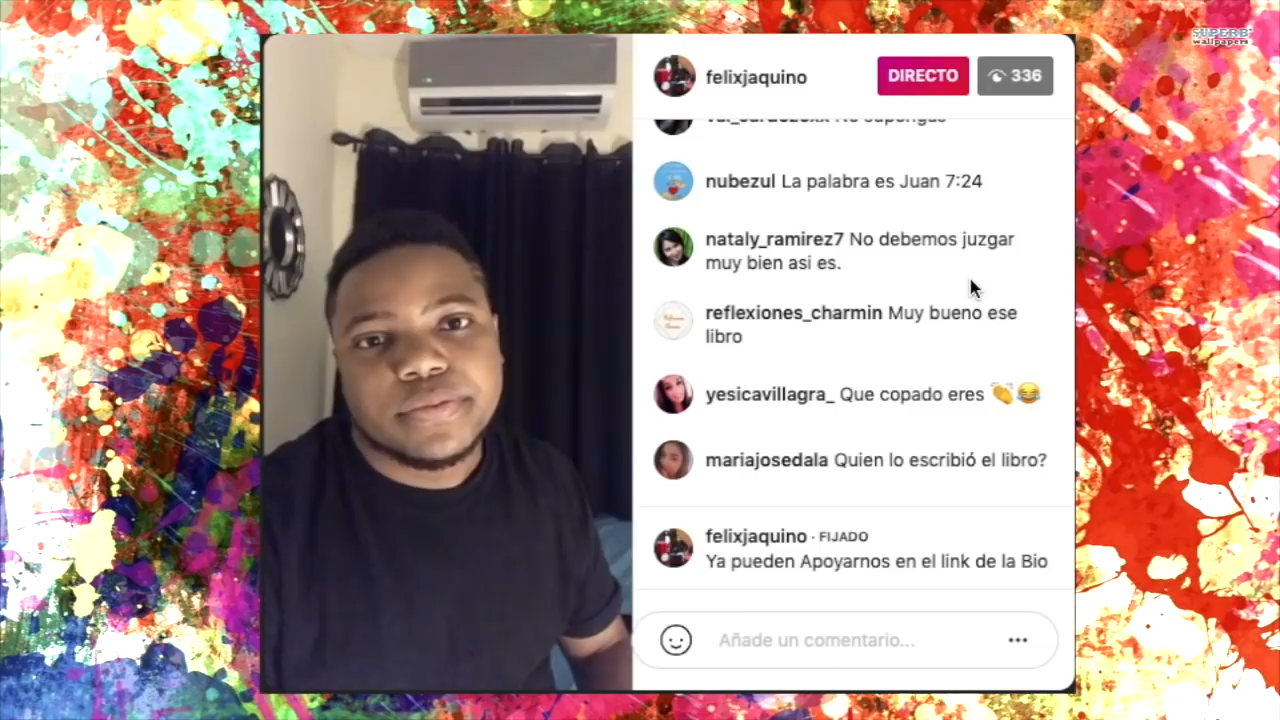 SUPERB
wallpapers
felixjaquino
DIRECTO
336
nubezul La palabra es Juan 7:24
nataly_ramirez7 No debemos juzgar
muy bien asi es.
reflexiones_charmin Muy bueno ese
libro
yesicavillagra_ Que copado eres 👏😂
mariajosedala Quien lo escribió el libro?
felixjaquino · FIJADO
Ya pueden Apoyarnos en el link de la Bio
Añade un comentario...